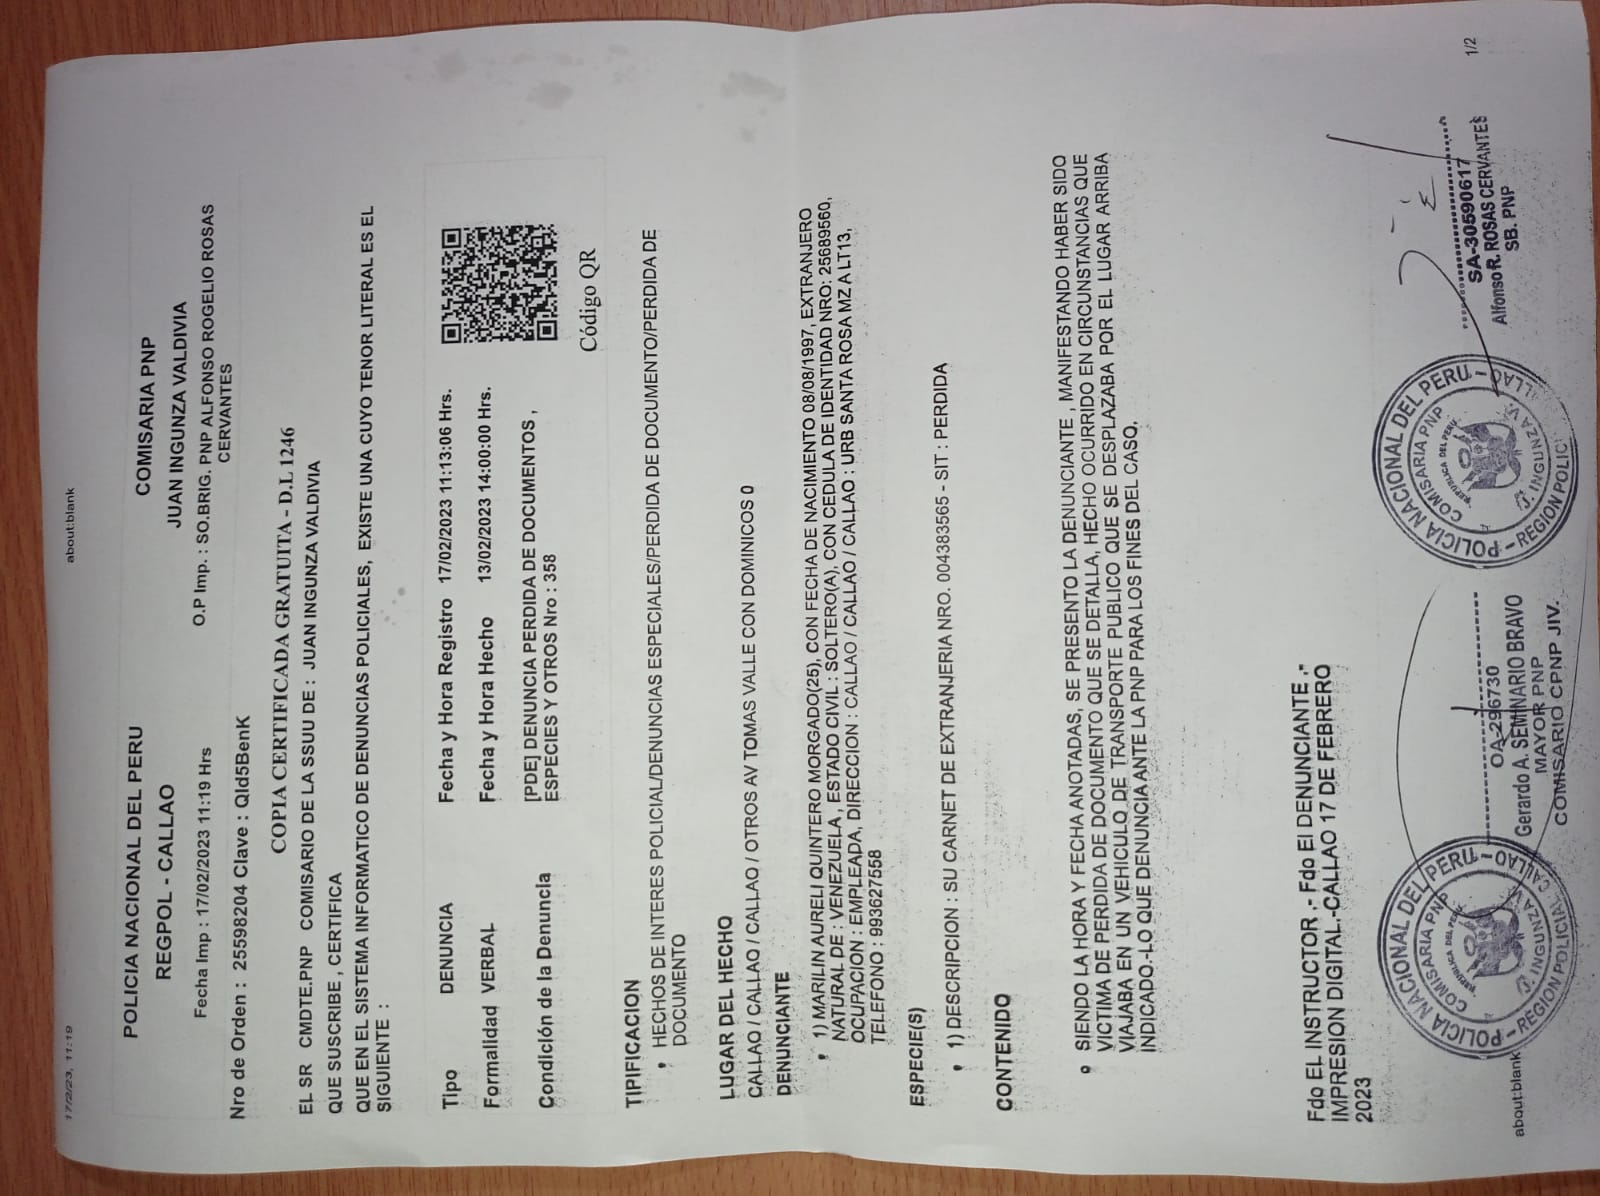 17/2/23, 11:19 about:blank
POLICIA NACIONAL DEL PERU COMISARIA PNP
REGPOL - CALLAO JUAN INGUNZA VALDIVIA
Fecha Imp : 17/02/2023 11:19 Hrs O.P Imp. : SO.BRIG. PNP ALFONSO ROGELIO ROSAS
CERVANTES
Nro de Orden : 25598204 Clave : Qld5BenK
COPIA CERTIFICADA GRATUITA - D.L 1246
EL SR CMDTE.PNP COMISARIO DE LA SSUU DE : JUAN INGUNZA VALDIVIA
QUE SUSCRIBE , CERTIFICA
QUE EN EL SISTEMA INFORMATICO DE DENUNCIAS POLICIALES, EXISTE UNA CUYO TENOR LITERAL ES EL
SIGUIENTE :
Tipo DENUNCIA Fecha y Hora Registro 17/02/2023 11:13:06 Hrs.
Formalidad VERBAL Fecha y Hora Hecho 13/02/2023 14:00:00 Hrs.
Condición de la Denuncia [PDE] DENUNCIA PERDIDA DE DOCUMENTOS ,
ESPECIES Y OTROS Nro : 358
Código QR
TIPIFICACION
HECHOS DE INTERES POLICIAL/DENUNCIAS ESPECIALES/PERDIDA DE DOCUMENTO/PERDIDA DE
DOCUMENTO
LUGAR DEL HECHO
CALLAO / CALLAO / CALLAO / CALLAO / OTROS AV TOMAS VALLE CON DOMINICOS 0
DENUNCIANTE
1) MARILIN AURELI QUINTERO MORGADO(25), CON FECHA DE NACIMIENTO 08/08/1997, EXTRANJERO
NATURAL DE : VENEZUELA , ESTADO CIVIL : SOLTERO(A), CON CEDULA DE IDENTIDAD NRO: 25689560,
OCUPACION : EMPLEADA, DIRECCION : CALLAO / CALLAO / CALLAO / CALLAO : URB SANTA ROSA MZ A LT13,
TELEFONO : 993627558
ESPECIE(S)
1) DESCRIPCION : SU CARNET DE EXTRANJERIA NRO. 004383565 - SIT : PERDIDA
CONTENIDO
SIENDO LA HORA Y FECHA ANOTADAS, SE PRESENTO LA DENUNCIANTE , MANIFESTANDO HABER SIDO
VICTIMA DE PERDIDA DE DOCUMENTO QUE SE DETALLA, HECHO OCURRIDO EN CIRCUNSTANCIAS QUE
VIAJABA EN UN VEHICULO DE TRANSPORTE PUBLICO QUE SE DESPLAZABA POR EL LUGAR ARRIBA
INDICADO.-LO QUE DENUNCIA ANTE LA PNP PARA LOS FINES DEL CASO.
Fdo EL INSTRUCTOR .- Fdo El DENUNCIANTE ."
IMPRESION DIGITAL.-CALLAO 17 DE FEBRERO
2023
POLICIA NACIONAL DEL PERU - CALLAO
COMISARIA PNP
REPUBLICA DEL PERU
J. INGUNZA V.
REGION POLICIAL
OA-296730
Gerardo A. SEMINARIO BRAVO
MAYOR PNP
COMISARIO CPNP JIV.
POLICIA NACIONAL DEL PERU - CALLAO
COMISARIA PNP
REPUBLICA DEL PERU
J. INGUNZA V.
REGION POLIC
SA-30590617
Alfonso R. ROSAS CERVANTES
SB. PNP
about:blank 1/2